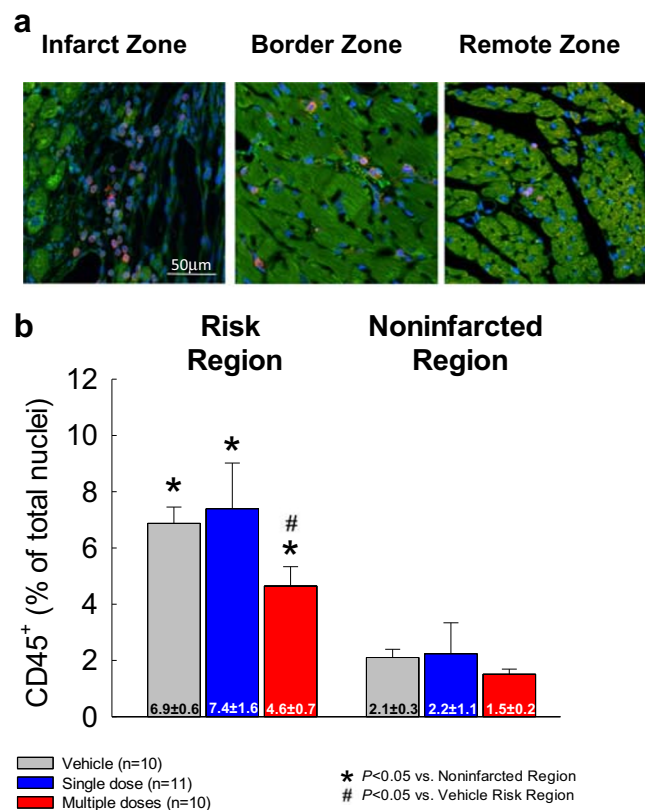 a
Infarct Zone Border Zone Remote Zone
50μm
b
Risk Region
Noninfarcted Region
CD45⁺ (% of total nuclei)
12
10
8
6
4
2
0
*
*
#
*
6.9±0.6 7.4±1.6 4.6±0.7 2.1±0.3 2.2±1.1 1.5±0.2
Vehicle (n=10)
Single dose (n=11)
Multiple doses (n=10)
* P<0.05 vs. Noninfarcted Region
# P<0.05 vs. Vehicle Risk Region